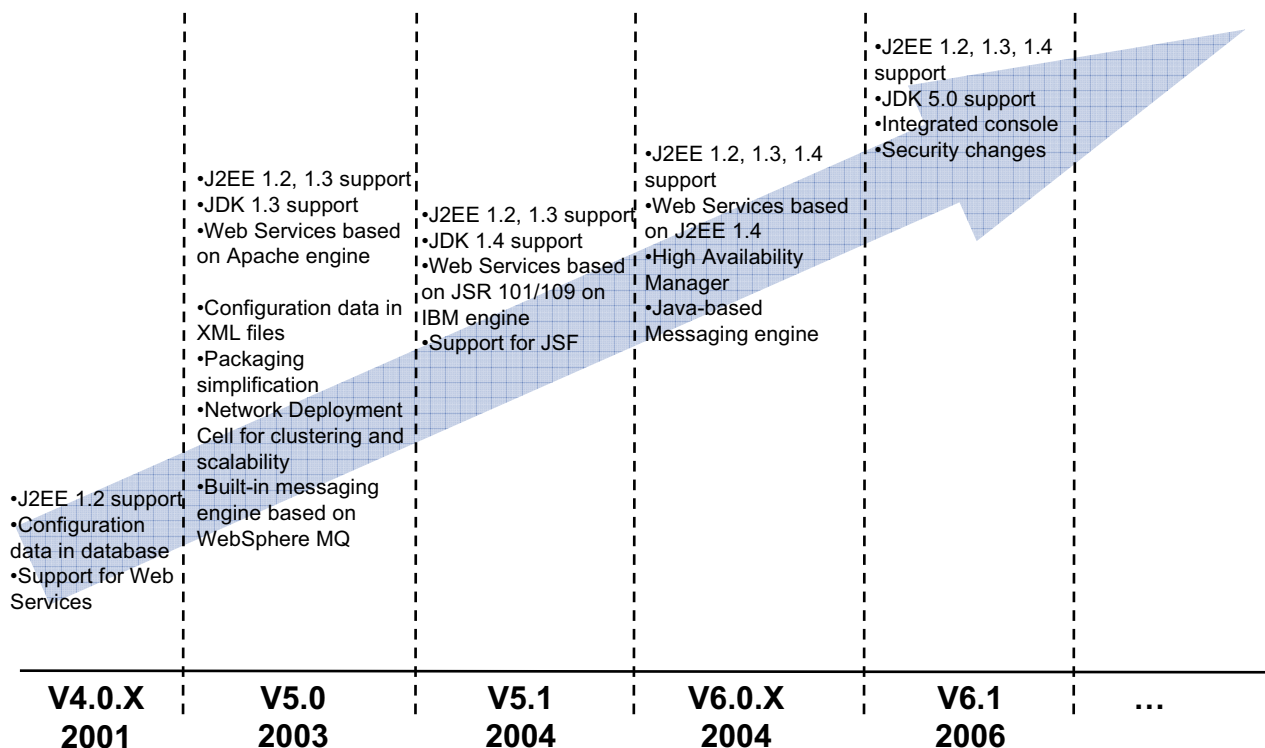 •J2EE 1.2 support
•Configuration
data in database
•Support for Web
Services
•J2EE 1.2, 1.3 support
•JDK 1.3 support
•Web Services based
on Apache engine
•Configuration data in
XML files
•Packaging
simplification
•Network Deployment
Cell for clustering and
scalability
•Built-in messaging
engine based on
WebSphere MQ
•J2EE 1.2, 1.3 support
•JDK 1.4 support
•Web Services based
on JSR 101/109 on
IBM engine
•Support for JSF
•J2EE 1.2, 1.3, 1.4
support
•Web Services based
on J2EE 1.4
•High Availability
Manager
•Java-based
Messaging engine
•J2EE 1.2, 1.3, 1.4
support
•JDK 5.0 support
•Integrated console
•Security changes
V4.0.X
2001
V5.0
2003
V5.1
2004
V6.0.X
2004
V6.1
2006
…